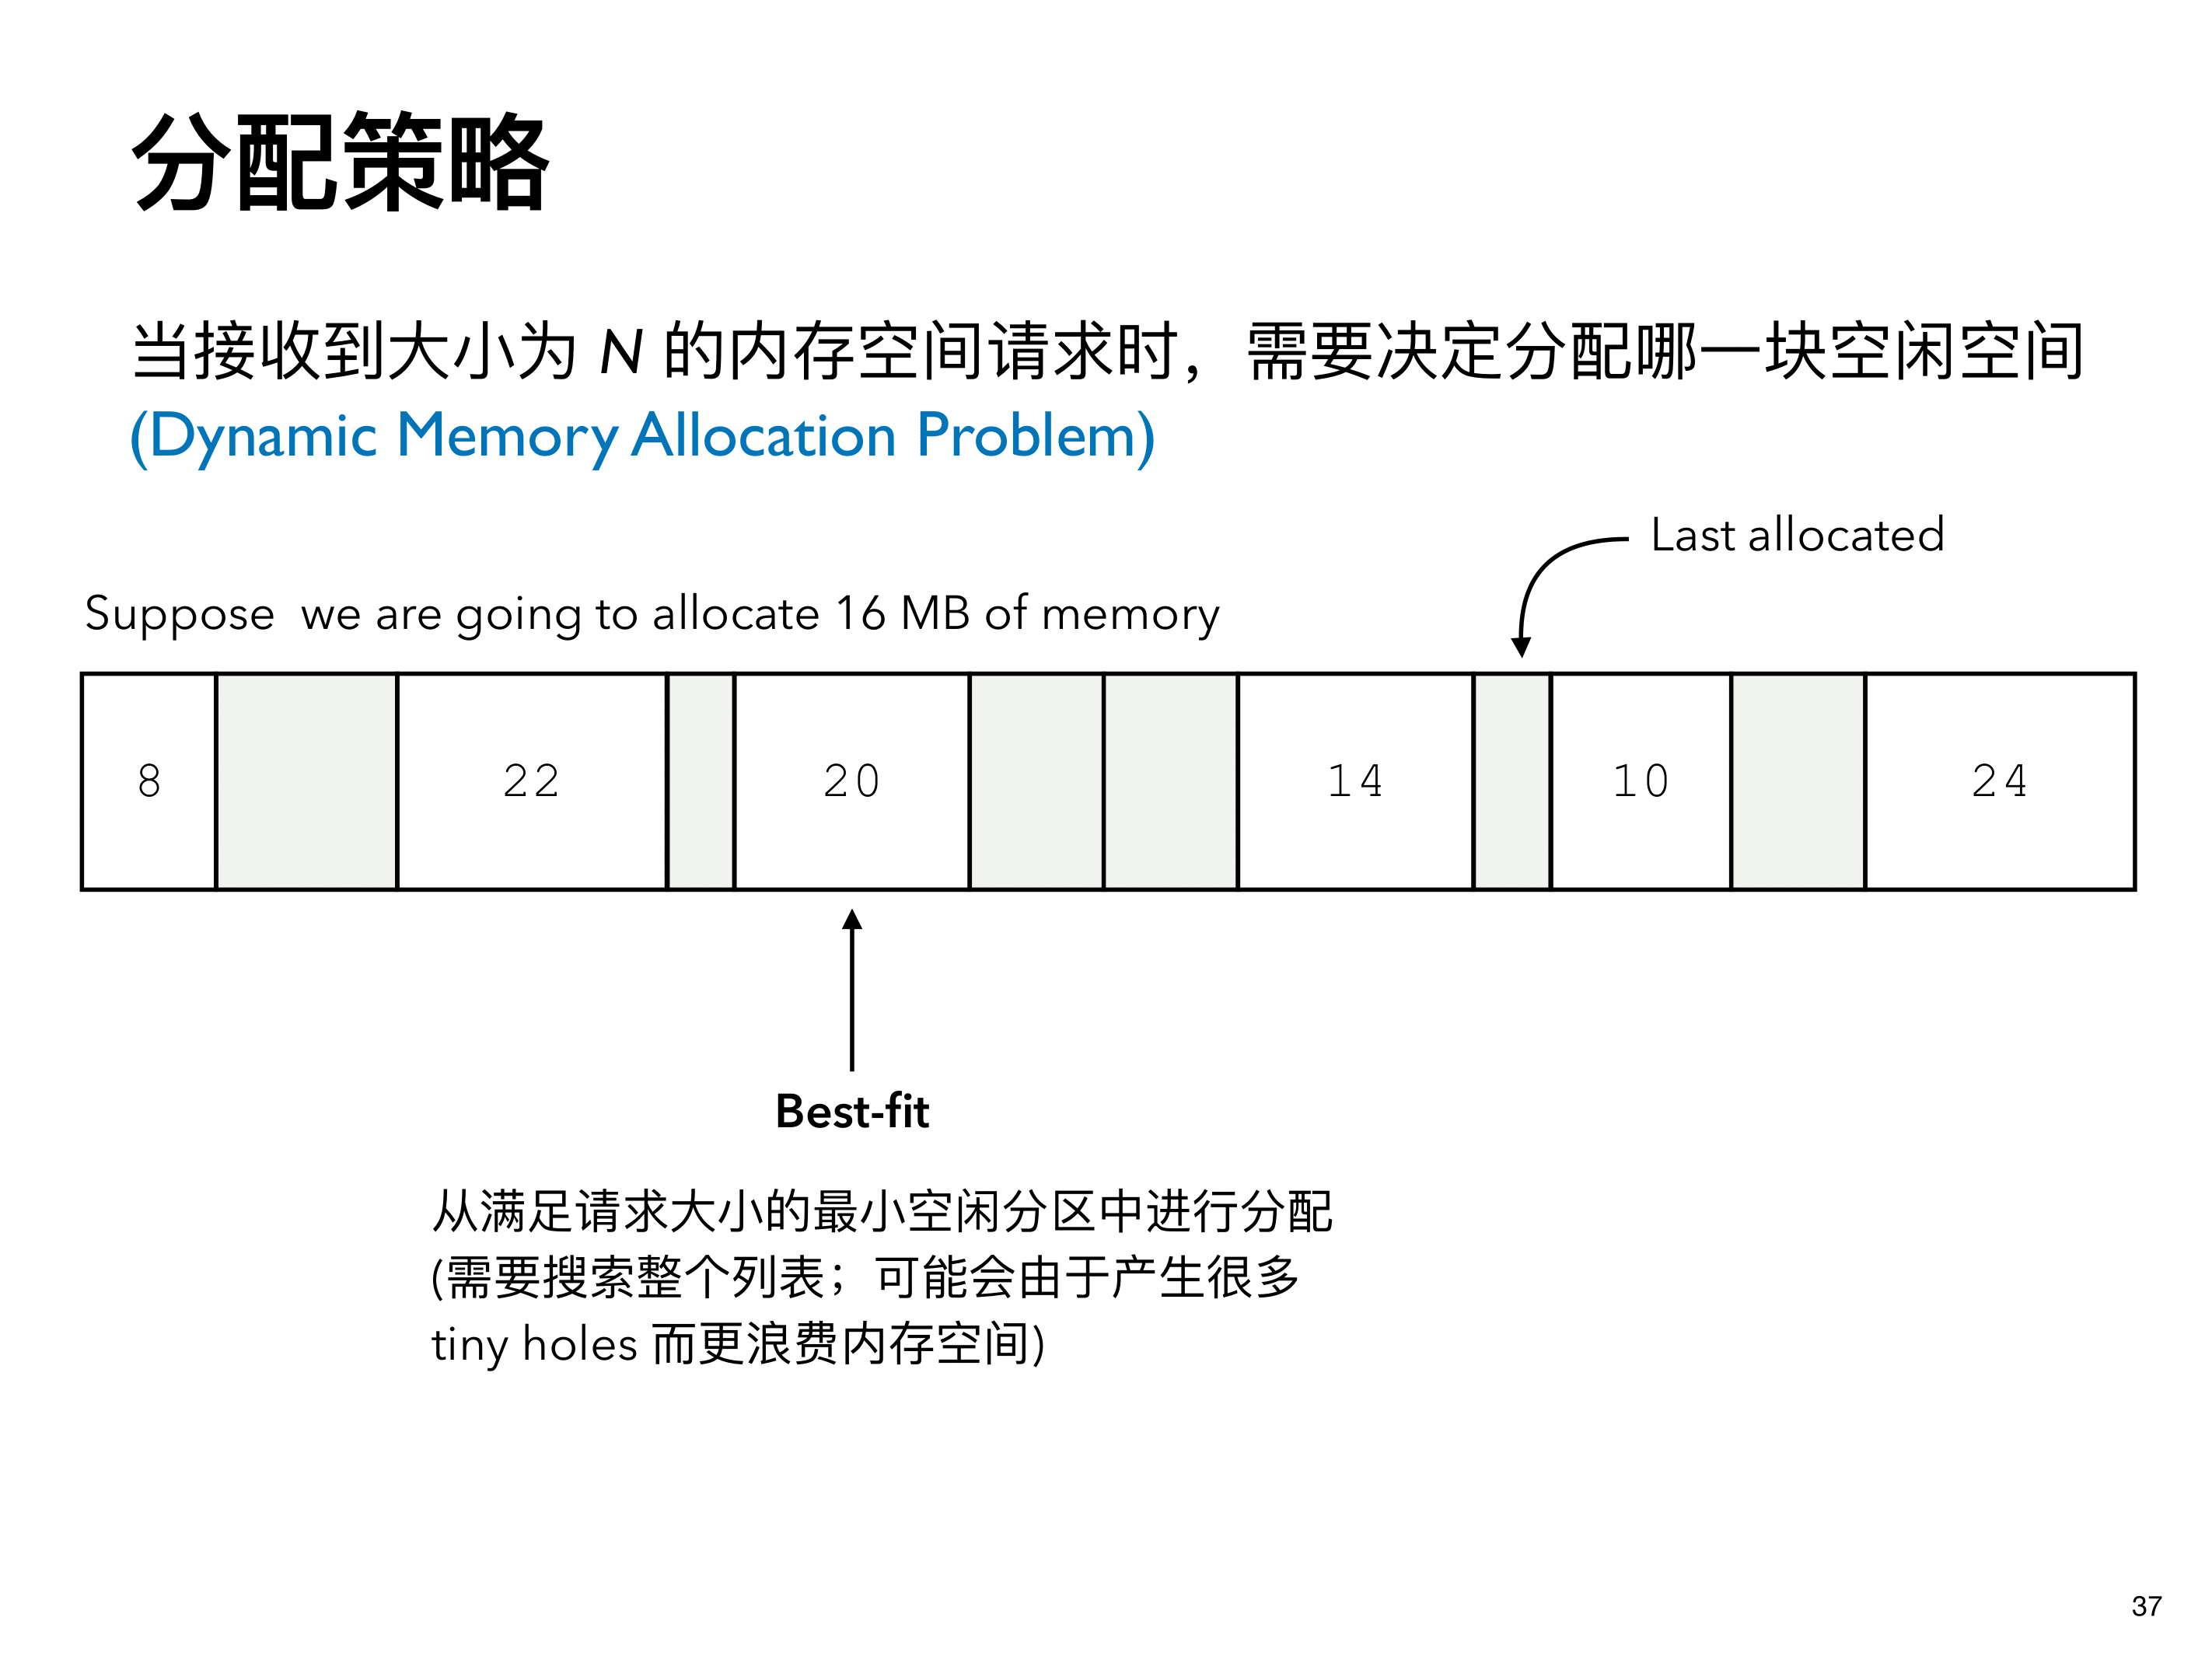 分配策略
当接收到大小为 N 的内存空间请求时，需要决定分配哪一块空闲空间
(Dynamic Memory Allocation Problem)
Last allocated
Suppose we are going to allocate 16 MB of memory
8 22 20 14 10 24
Best-fit
从满足请求大小的最小空闲分区中进行分配
(需要搜索整个列表；可能会由于产生很多
tiny holes 而更浪费内存空间)
37